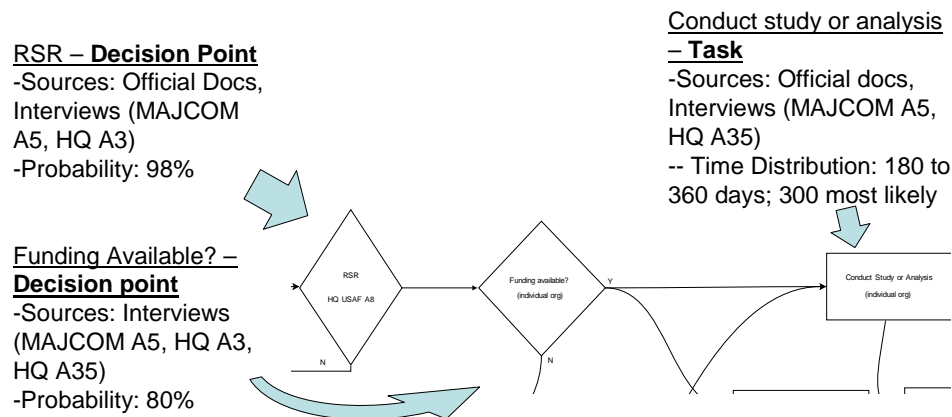 RSR – Decision Point
-Sources: Official Docs,
Interviews (MAJCOM
A5, HQ A3)
-Probability: 98%
Funding Available? –
Decision point
-Sources: Interviews
(MAJCOM A5, HQ A3,
HQ A35)
-Probability: 80%
Conduct study or analysis
– Task
-Sources: Official docs,
Interviews (MAJCOM A5,
HQ A35)
-- Time Distribution: 180 to
360 days; 300 most likely
RSR
HQ USAF A8
N
Funding available?
(individual org)
Y
N
Conduct Study or Analysis
(individual org)